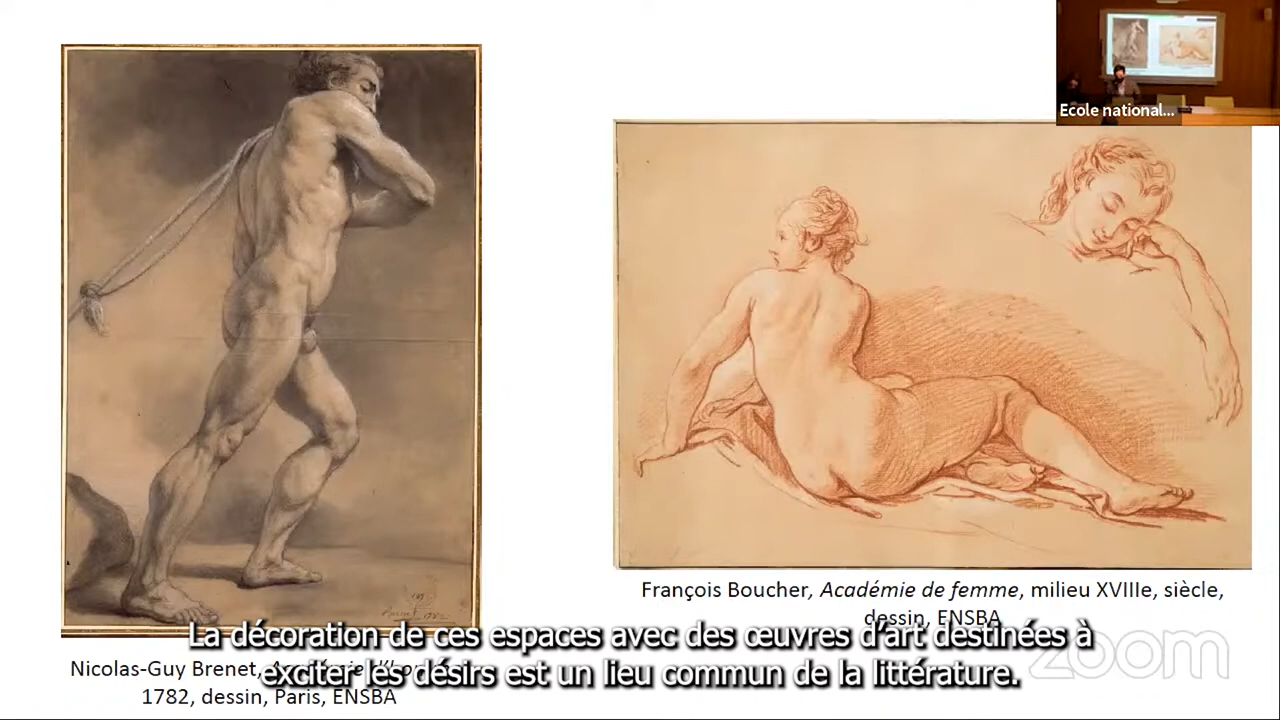 Ecole national...
François Boucher, Académie de femme, milieu XVIIIe, siècle,
dessin, ENSBA
La décoration de ces espaces avec des œuvres d'art destinées à
exciter les désirs est un lieu commun de la littérature.
Nicolas-Guy Brenet,
1782, dessin, Paris, ENSBA
zoom